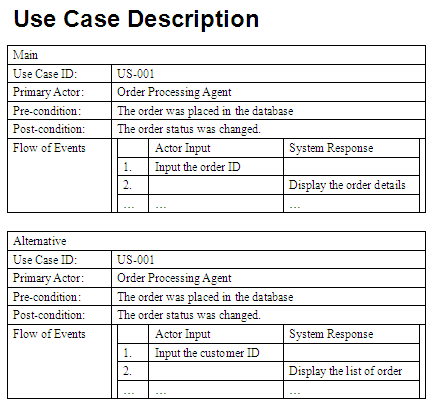 Use Case Description
Main
Use Case ID: US-001
Primary Actor: Order Processing Agent
Pre-condition: The order was placed in the database
Post-condition: The order status was changed.
Flow of Events Actor Input System Response
1. Input the order ID
2. Display the order details
... ... ...
Alternative
Use Case ID: US-001
Primary Actor: Order Processing Agent
Pre-condition: The order was placed in the database
Post-condition: The order status was changed.
Flow of Events Actor Input System Response
1. Input the customer ID
2. Display the list of order
... ... ...